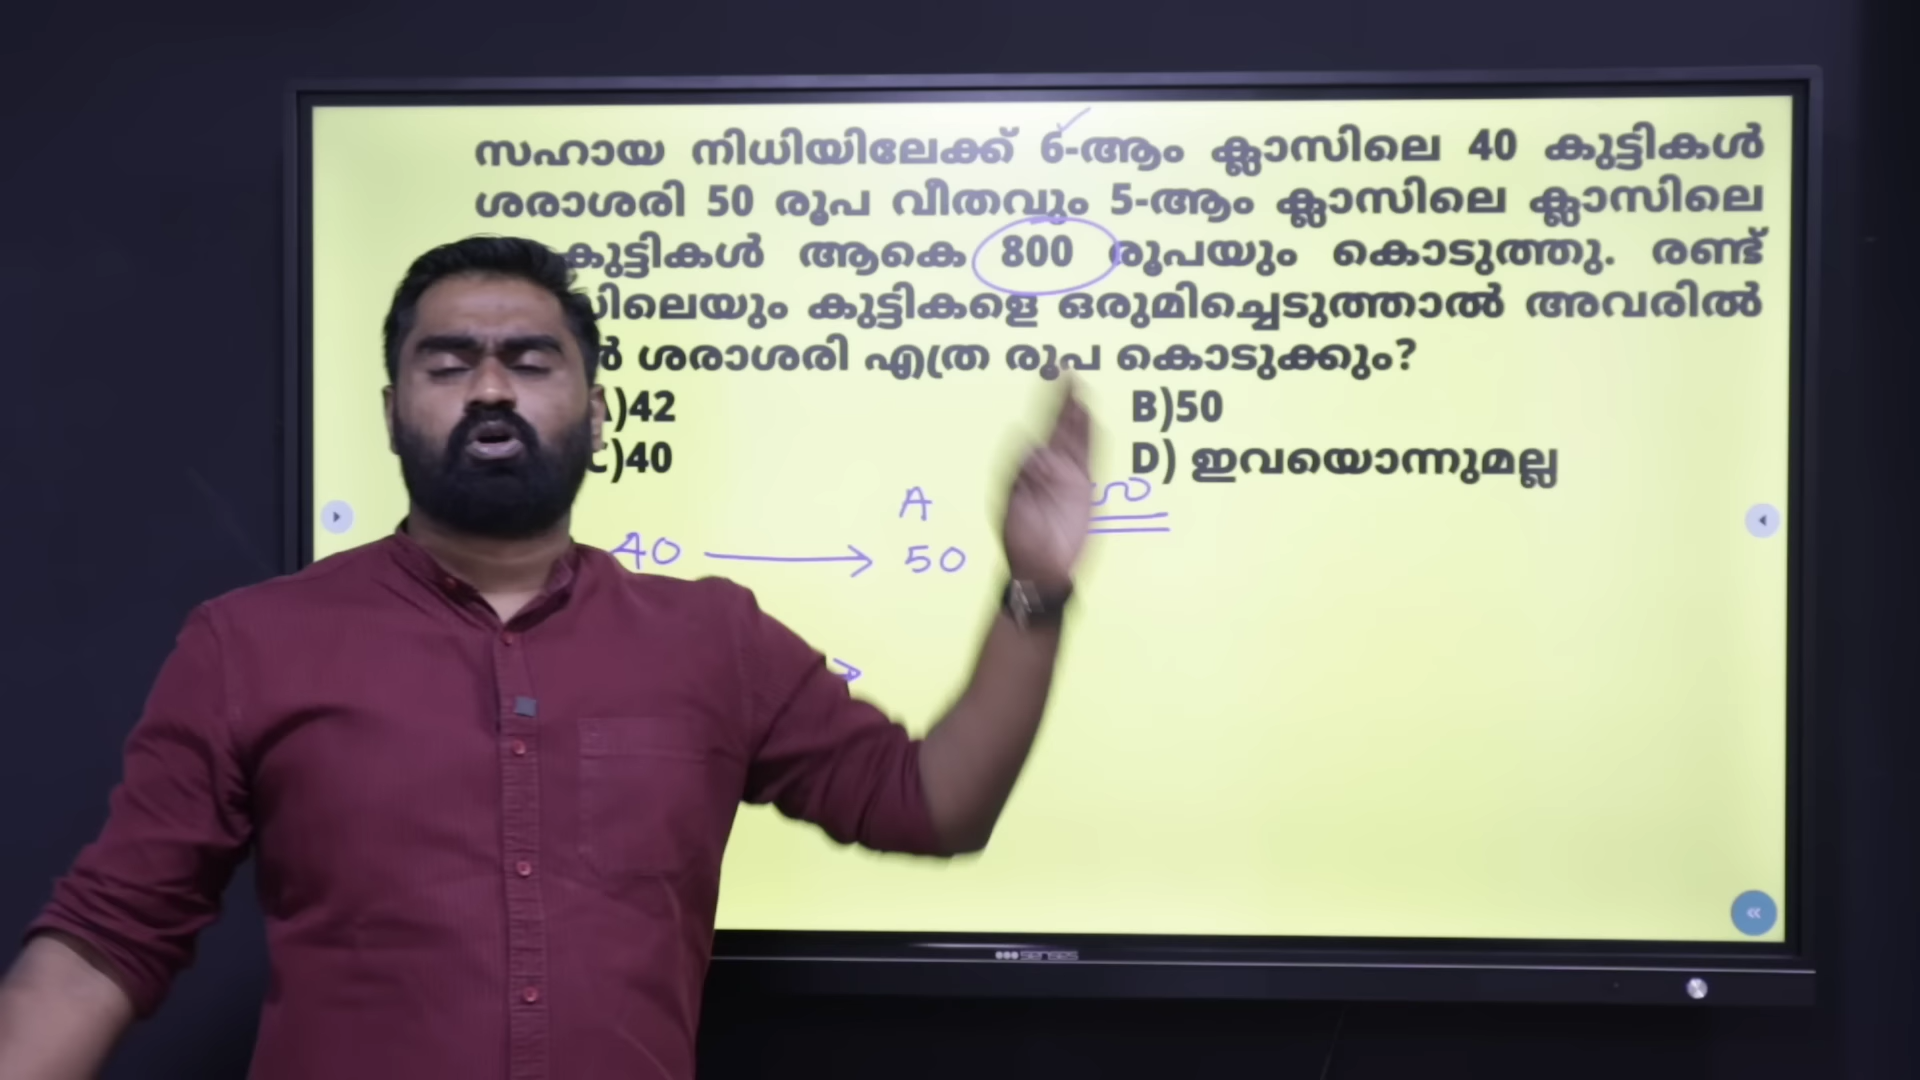 സഹായ നിധിയിലേക്ക് 6-ആം ക്ലാസിലെ 40 കുട്ടികൾ
ശരാശരി 50 രൂപ വീതവും 5-ആം ക്ലാസിലെ ക്ലാസിലെ
കുട്ടികൾ ആകെ 800 രൂപയും കൊടുത്തു. രണ്ട്
കുട്ടികളെ ഒരുമിച്ചെടുത്താൽ അവരിൽ
ശരാശരി എത്ര രൂപ കൊടുക്കും?
A)42 B)50
C)40 D) ഇവയൊന്നുമല്ല
A
40 → 50
senses